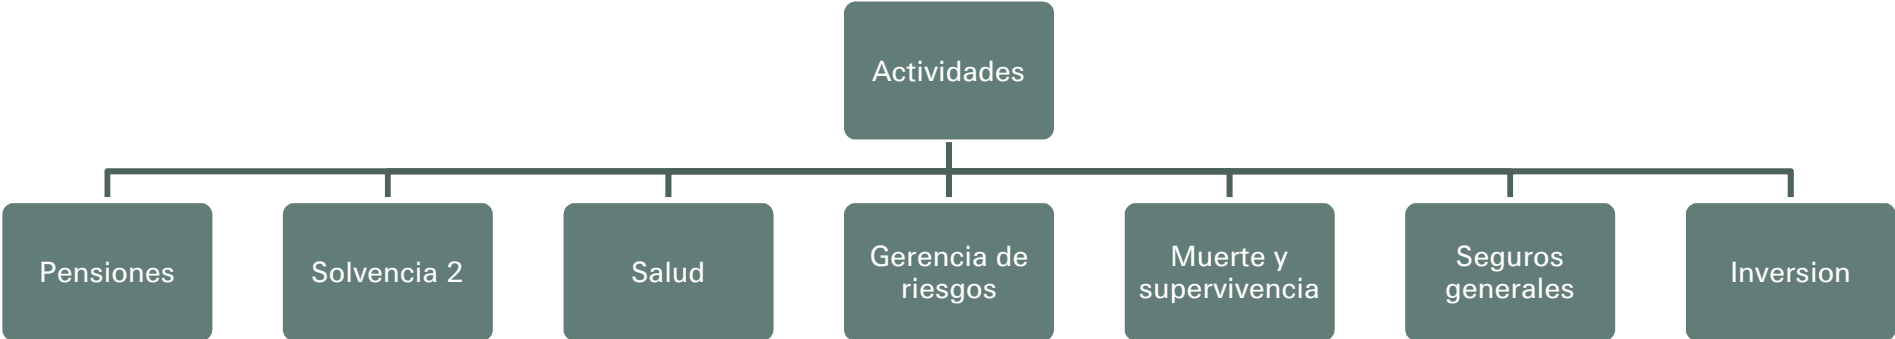 Actividades
Pensiones
Solvencia 2
Salud
Gerencia de
riesgos
Muerte y
supervivencia
Seguros
generales
Inversion